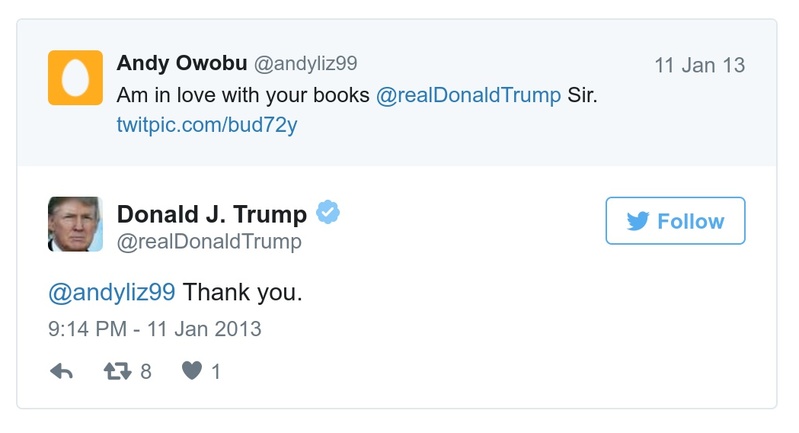 Andy Owobu @andyliz99 11 Jan 13
Am in love with your books @realDonaldTrump Sir.
twitpic.com/bud72y
Donald J. Trump
@realDonaldTrump
Follow
@andyliz99 Thank you.
9:14 PM - 11 Jan 2013
8 1